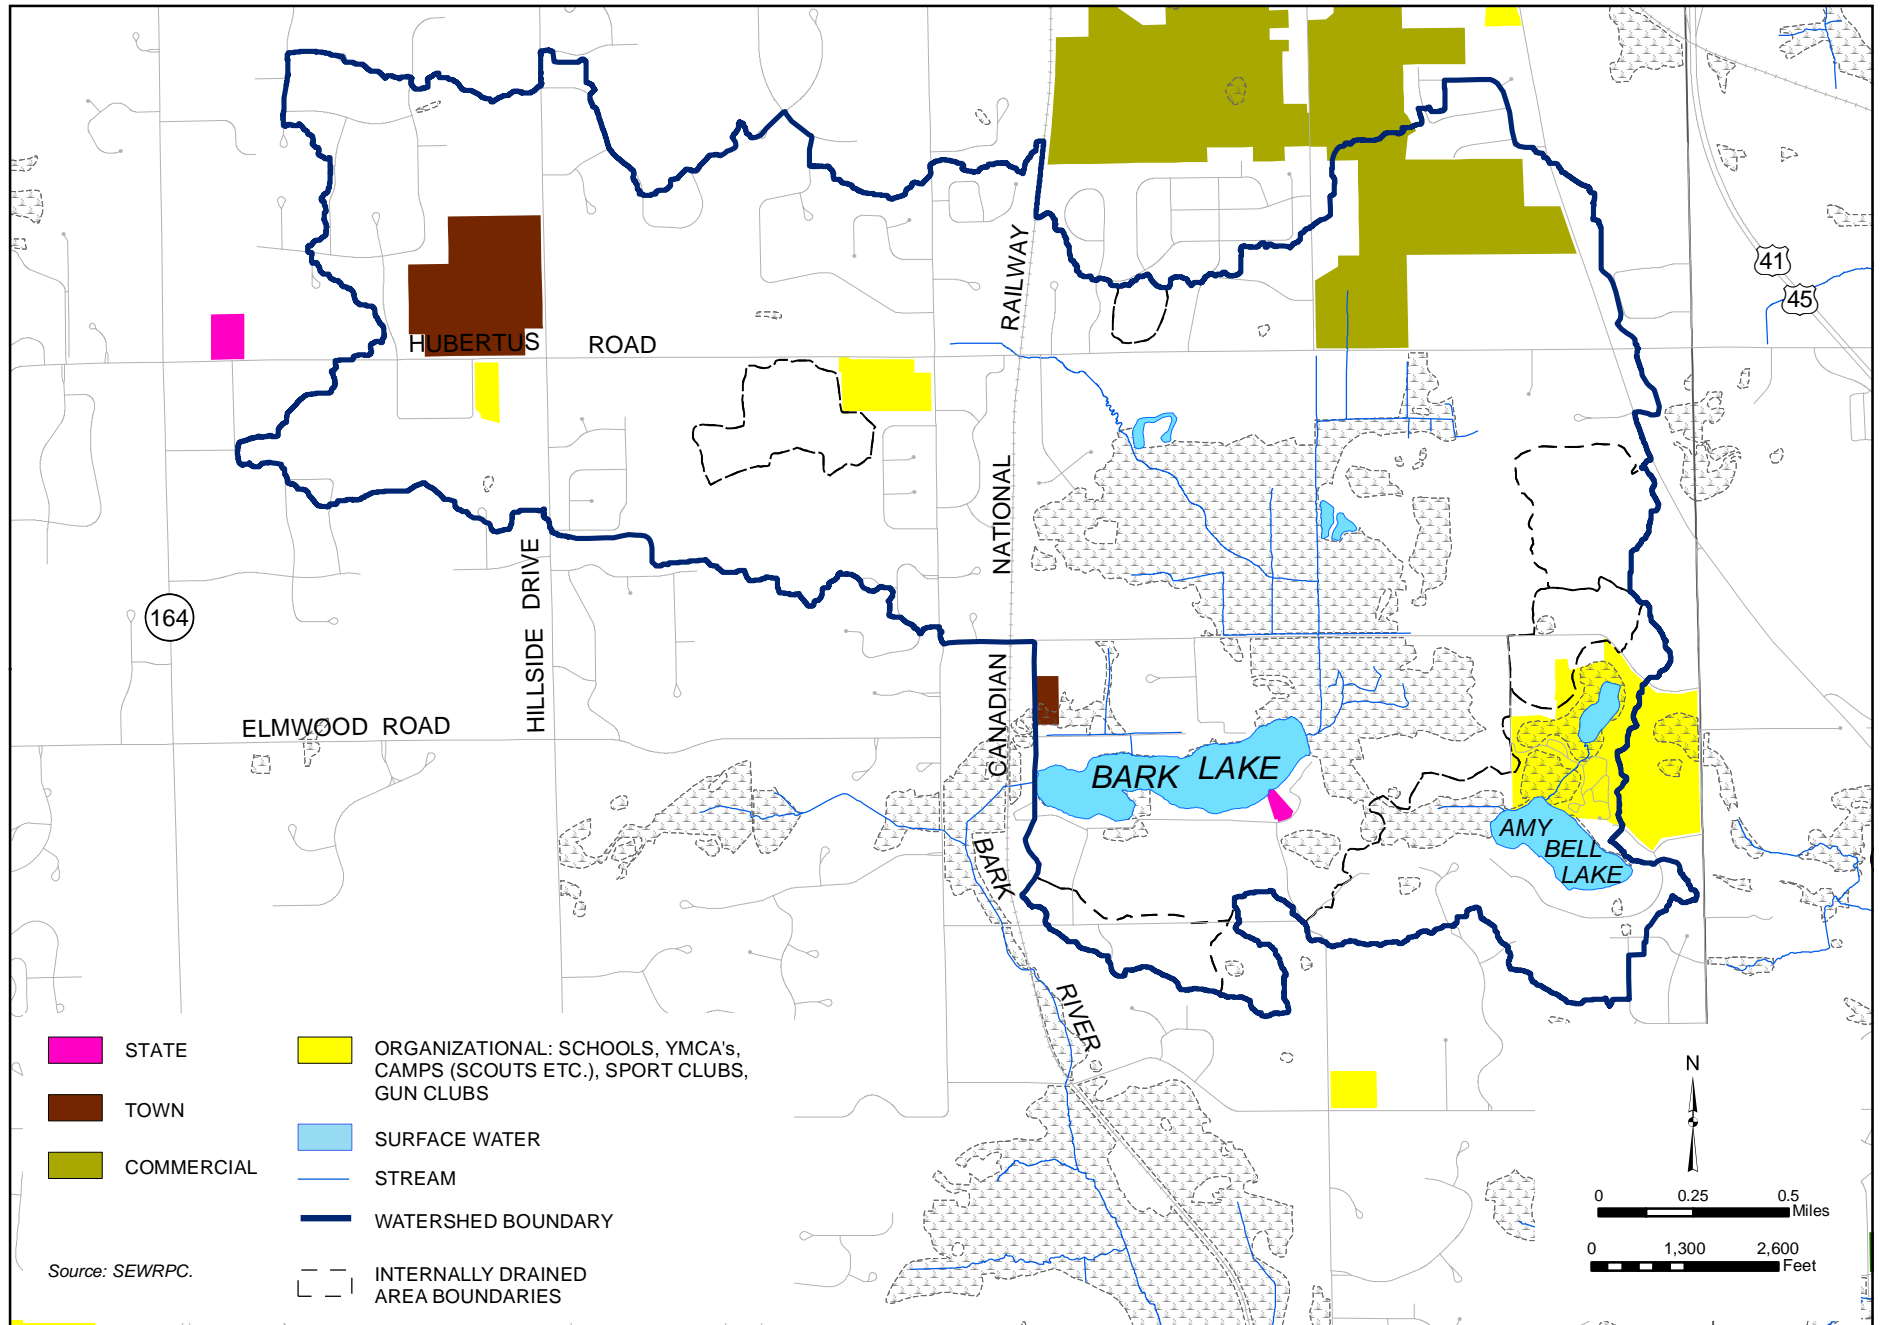 RAILWAY
41
45
HUBERTUS ROAD
NATIONAL
HILLSIDE DRIVE
164
CANADIAN
ELMWOOD ROAD
BARK LAKE
AMY
BELL
LAKE
BARK
RIVER
STATE
TOWN
COMMERCIAL
ORGANIZATIONAL: SCHOOLS, YMCA's,
CAMPS (SCOUTS ETC.), SPORT CLUBS,
GUN CLUBS
SURFACE WATER
STREAM
WATERSHED BOUNDARY
INTERNALLY DRAINED
AREA BOUNDARIES
Source: SEWRPC.
N
0 0.25 0.5
Miles
0 1,300 2,600
Feet